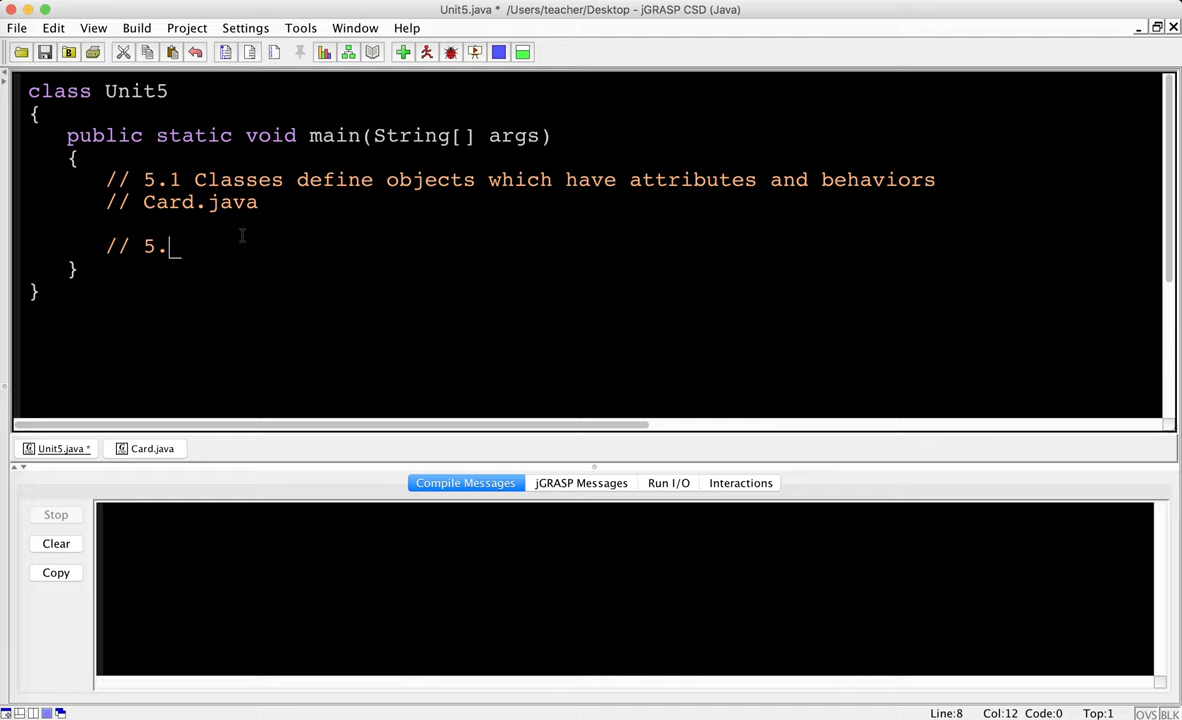 Unit5.java * /Users/teacher/Desktop - jGRASP CSD (Java)
File Edit View Build Project Settings Tools Window Help
class Unit5
{
public static void main(String[] args)
{
// 5.1 Classes define objects which have attributes and behaviors
// Card.java
// 5._
}
}
Unit5.java * Card.java
Compile Messages jGRASP Messages Run I/O Interactions
Stop
Clear
Copy
Line:8 Col:12 Code:0 Top:1 OVS BLK